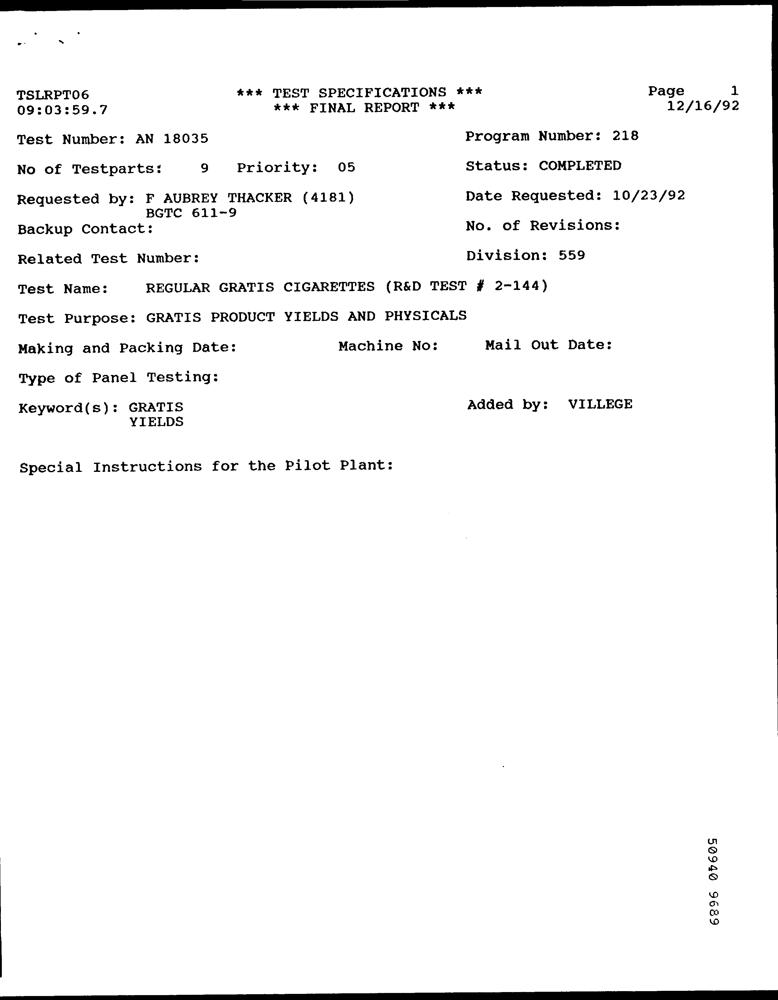 TSLRPT06 *** TEST SPECIFICATIONS *** Page 1
09:03:59.7 *** FINAL REPORT *** 12/16/92
Test Number: AN 18035 Program Number: 218
No of Testparts: 9 Priority: 05 Status: COMPLETED
Requested by: F AUBREY THACKER (4181) Date Requested: 10/23/92
BGTC 611-9
Backup Contact: No. of Revisions:
Related Test Number: Division: 559
Test Name: REGULAR GRATIS CIGARETTES (R&D TEST # 2-144)
Test Purpose: GRATIS PRODUCT YIELDS AND PHYSICALS
Making and Packing Date: Machine No: Mail Out Date:
Type of Panel Testing:
Keyword(s): GRATIS Added by: VILLEGE
YIELDS
Special Instructions for the Pilot Plant:
50940 9689